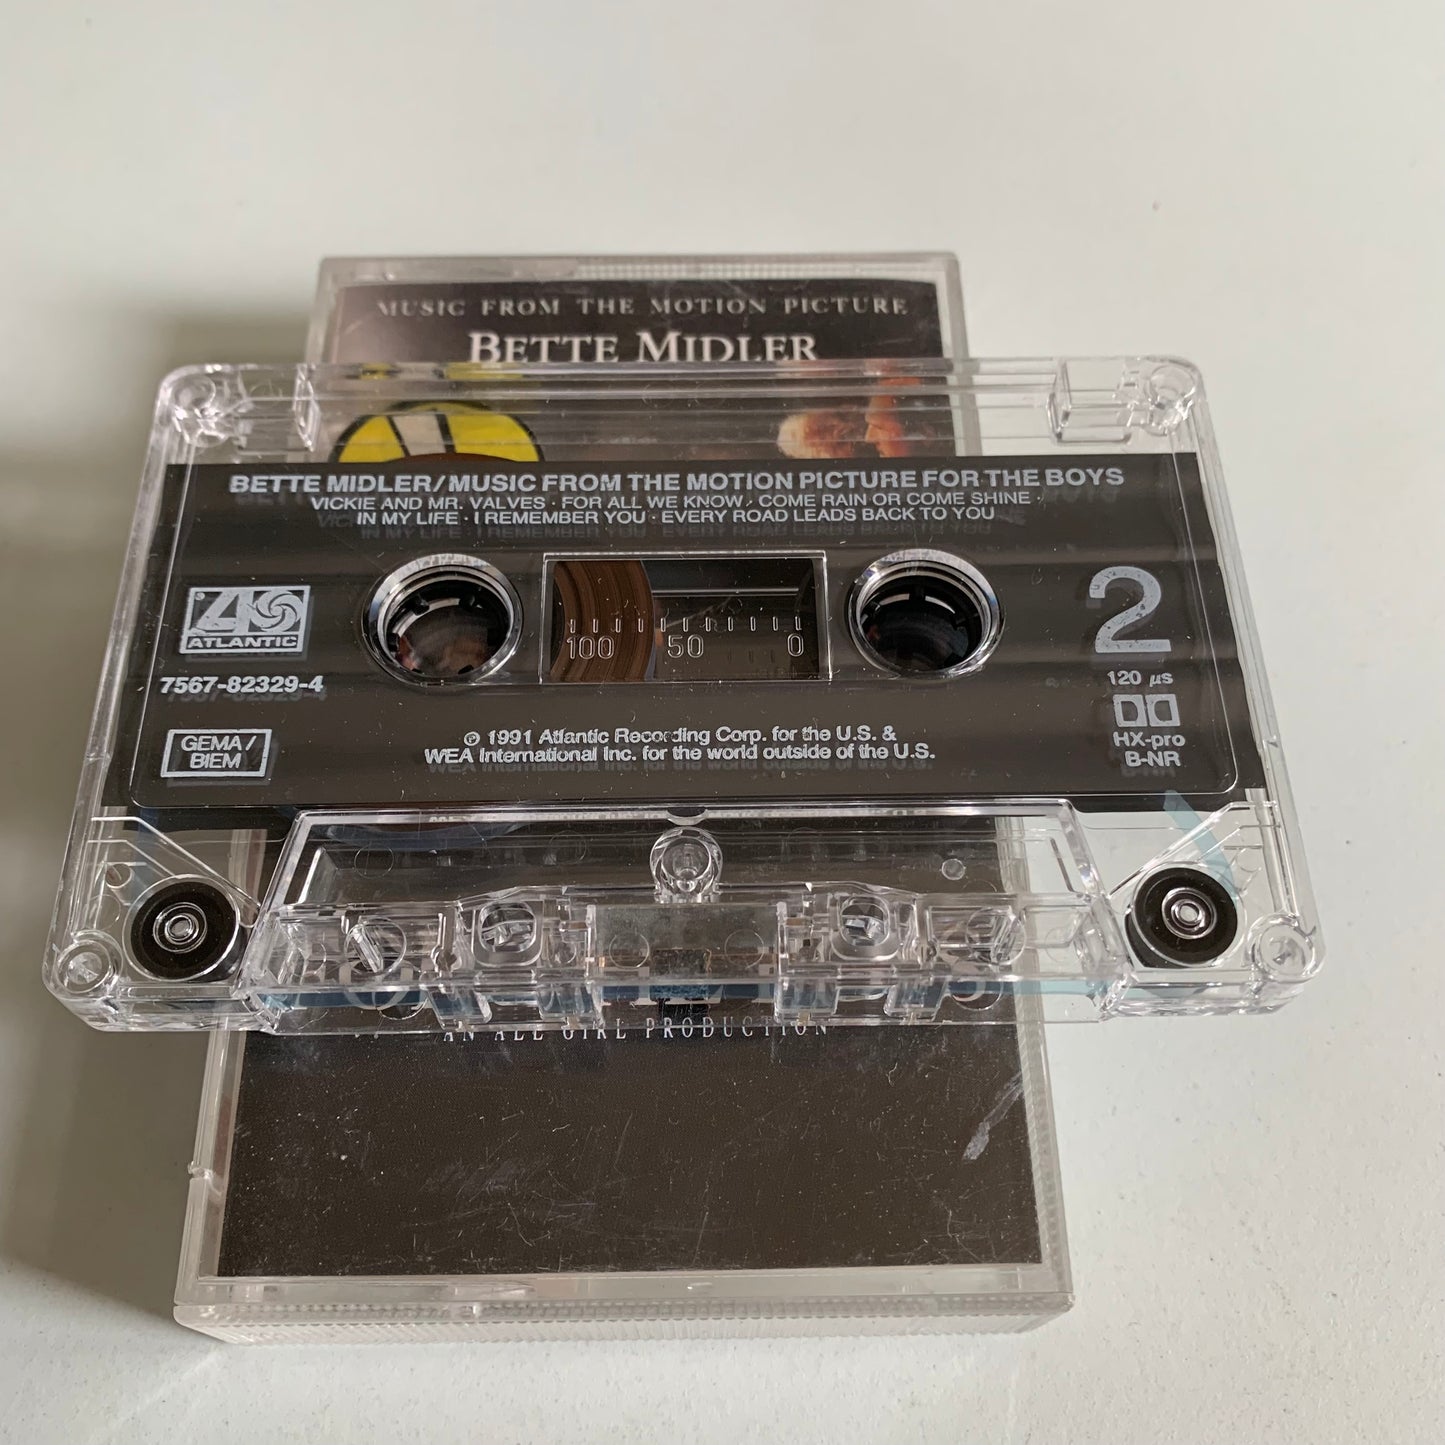 MUSIC FROM THE MOTION PICTURE
BETTE MIDLER
BETTE MIDLER/MUSIC FROM THE MOTION PICTURE FOR THE BOYS
VICKIE AND MR. VALVES · FOR ALL WE KNOW · COME RAIN OR COME SHINE ·
IN MY LIFE · I REMEMBER YOU · EVERY ROAD LEADS BACK TO YOU
ATLANTIC
7567-82329-4
GEMA/
BIEM
100 50 0
2
120 µs
HX-pro
B-NR
℗ 1991 Atlantic Recording Corp. for the U.S. &
WEA International Inc. for the world outside of the U.S.
AN ALL GIRL PRODUCTION